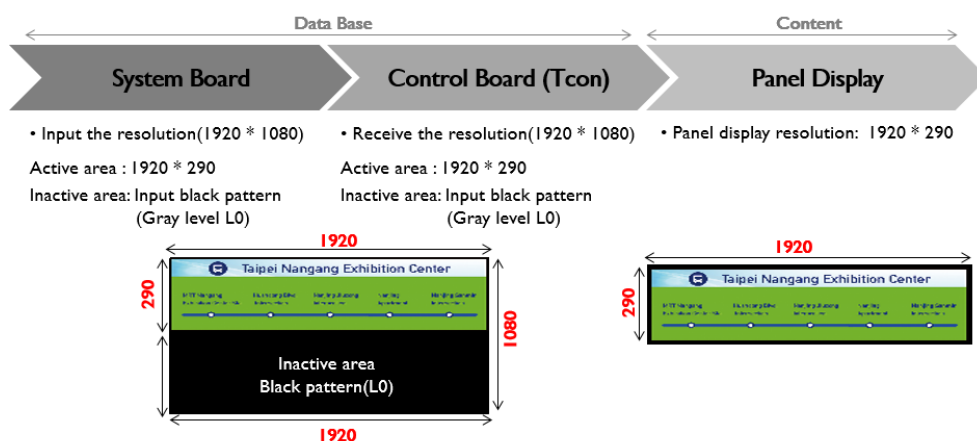 Data Base
Content
System Board
Control Board (Tcon)
Panel Display
• Input the resolution(1920 * 1080)
Active area : 1920 * 290
Inactive area: Input black pattern
(Gray level L0)
• Receive the resolution(1920 * 1080)
Active area : 1920 * 290
Inactive area: Input black pattern
(Gray level L0)
• Panel display resolution: 1920 * 290
1920
290
Taipei Nangang Exhibition Center
1080
Inactive area
Black pattern(L0)
1920
1920
290
Taipei Nangang Exhibition Center